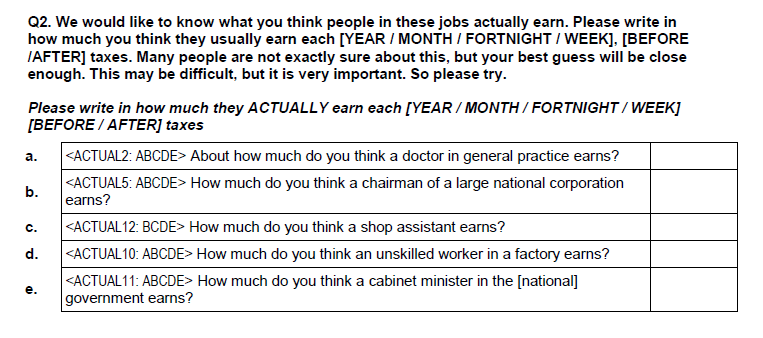 Q2. We would like to know what you think people in these jobs actually earn. Please write in
how much you think they usually earn each [YEAR / MONTH / FORTNIGHT / WEEK], [BEFORE
/AFTER] taxes. Many people are not exactly sure about this, but your best guess will be close
enough. This may be difficult, but it is very important. So please try.
Please write in how much they ACTUALLY earn each [YEAR / MONTH / FORTNIGHT / WEEK]
[BEFORE / AFTER] taxes
a. <ACTUAL2: ABCDE> About how much do you think a doctor in general practice earns?
b. <ACTUAL5: ABCDE> How much do you think a chairman of a large national corporation
earns?
c. <ACTUAL12: BCDE> How much do you think a shop assistant earns?
d. <ACTUAL10: ABCDE> How much do you think an unskilled worker in a factory earns?
e. <ACTUAL11: ABCDE> How much do you think a cabinet minister in the [national]
government earns?